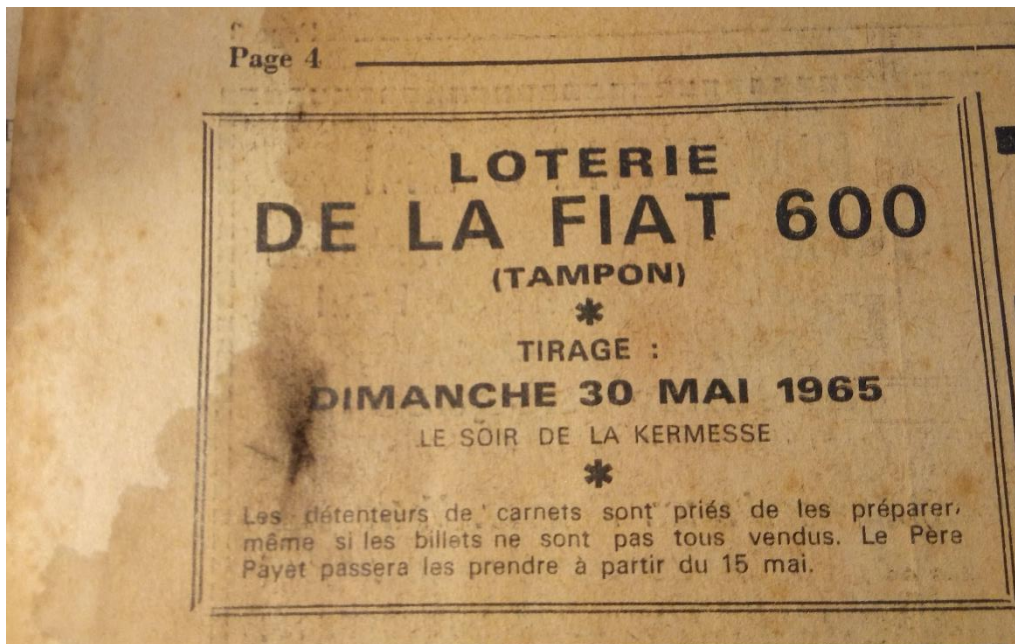 Page 4
LOTERIE
DE LA FIAT 600
(TAMPON)
*
TIRAGE :
DIMANCHE 30 MAI 1965
LE SOIR DE LA KERMESSE
*
Les détenteurs de carnets sont priés de les préparer,
même si les billets ne sont pas tous vendus. Le Père
Payet passera les prendre à partir du 15 mai.